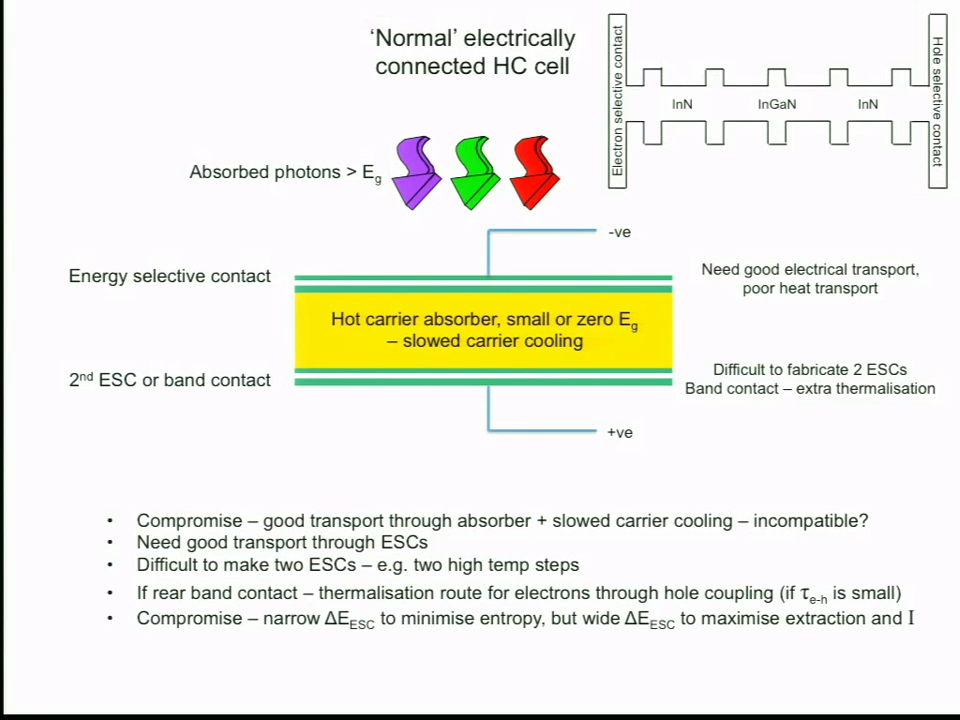 ‘Normal’ electrically
connected HC cell
Electron selective contact
InN
InGaN
InN
Hole selective contact
Absorbed photons > Eg
-ve
Energy selective contact
Need good electrical transport,
poor heat transport
Hot carrier absorber, small or zero Eg
– slowed carrier cooling
2nd ESC or band contact
Difficult to fabricate 2 ESCs
Band contact – extra thermalisation
+ve
• Compromise – good transport through absorber + slowed carrier cooling – incompatible?
• Need good transport through ESCs
• Difficult to make two ESCs – e.g. two high temp steps
• If rear band contact – thermalisation route for electrons through hole coupling (if τe-h is small)
• Compromise – narrow ΔEESC to minimise entropy, but wide ΔEESC to maximise extraction and I